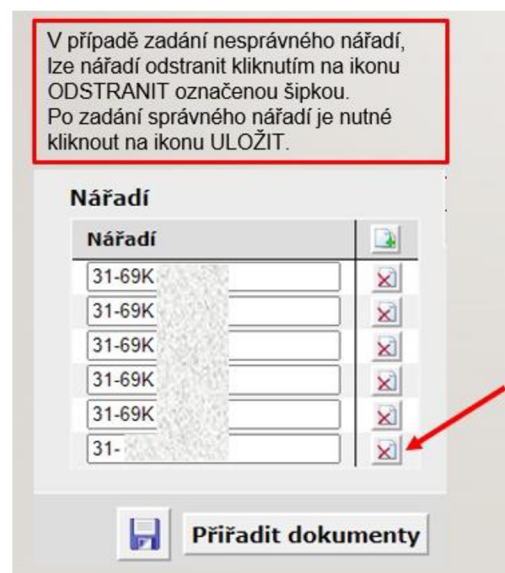 V případě zadání nesprávného nářadí,
lze nářadí odstranit kliknutím na ikonu
ODSTRANIT označenou šipkou.
Po zadání správného nářadí je nutné
kliknout na ikonu ULOŽIT.
Nářadí
Nářadí
31-69K
31-69K
31-69K
31-69K
31-69K
31-
Přiřadit dokumenty